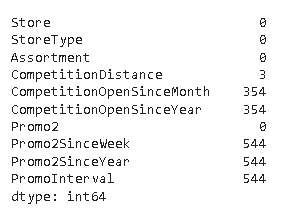 Store 0
StoreType 0
Assortment 0
CompetitionDistance 3
CompetitionOpenSinceMonth 354
CompetitionOpenSinceYear 354
Promo2 0
Promo2SinceWeek 544
Promo2SinceYear 544
PromoInterval 544
dtype: int64